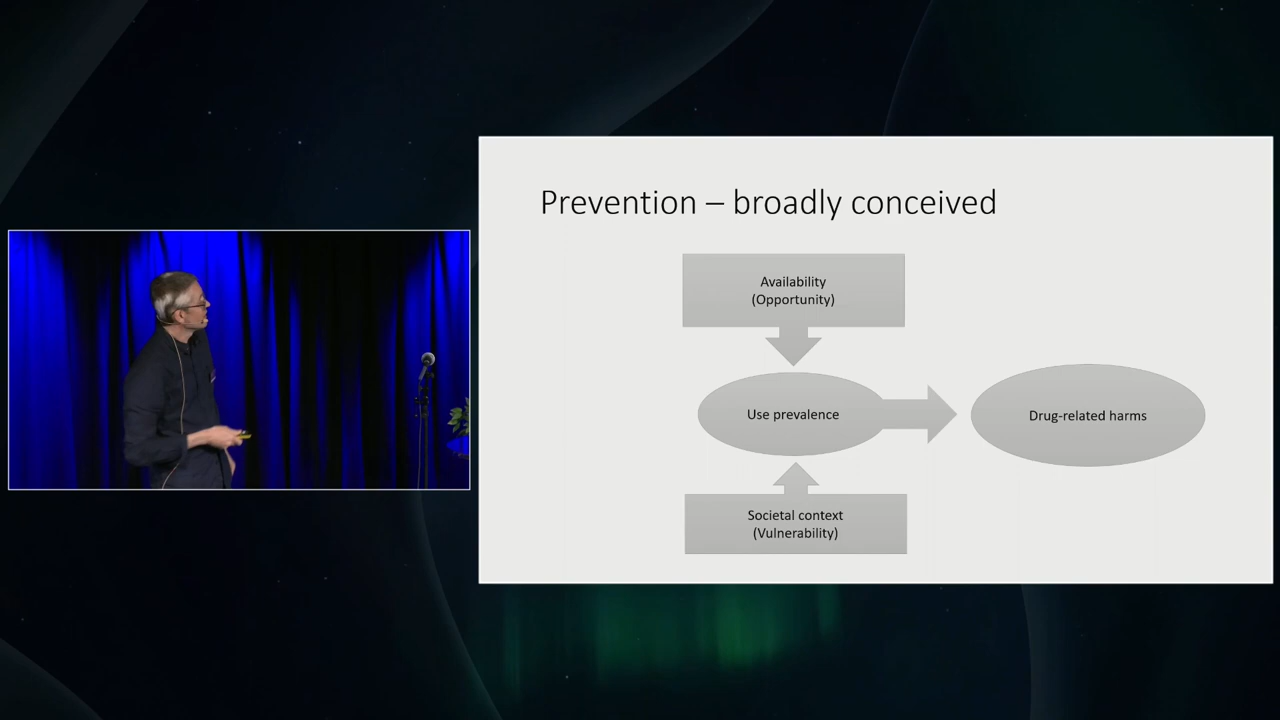 Prevention – broadly conceived
Availability
(Opportunity)
Use prevalence
Drug-related harms
Societal context
(Vulnerability)